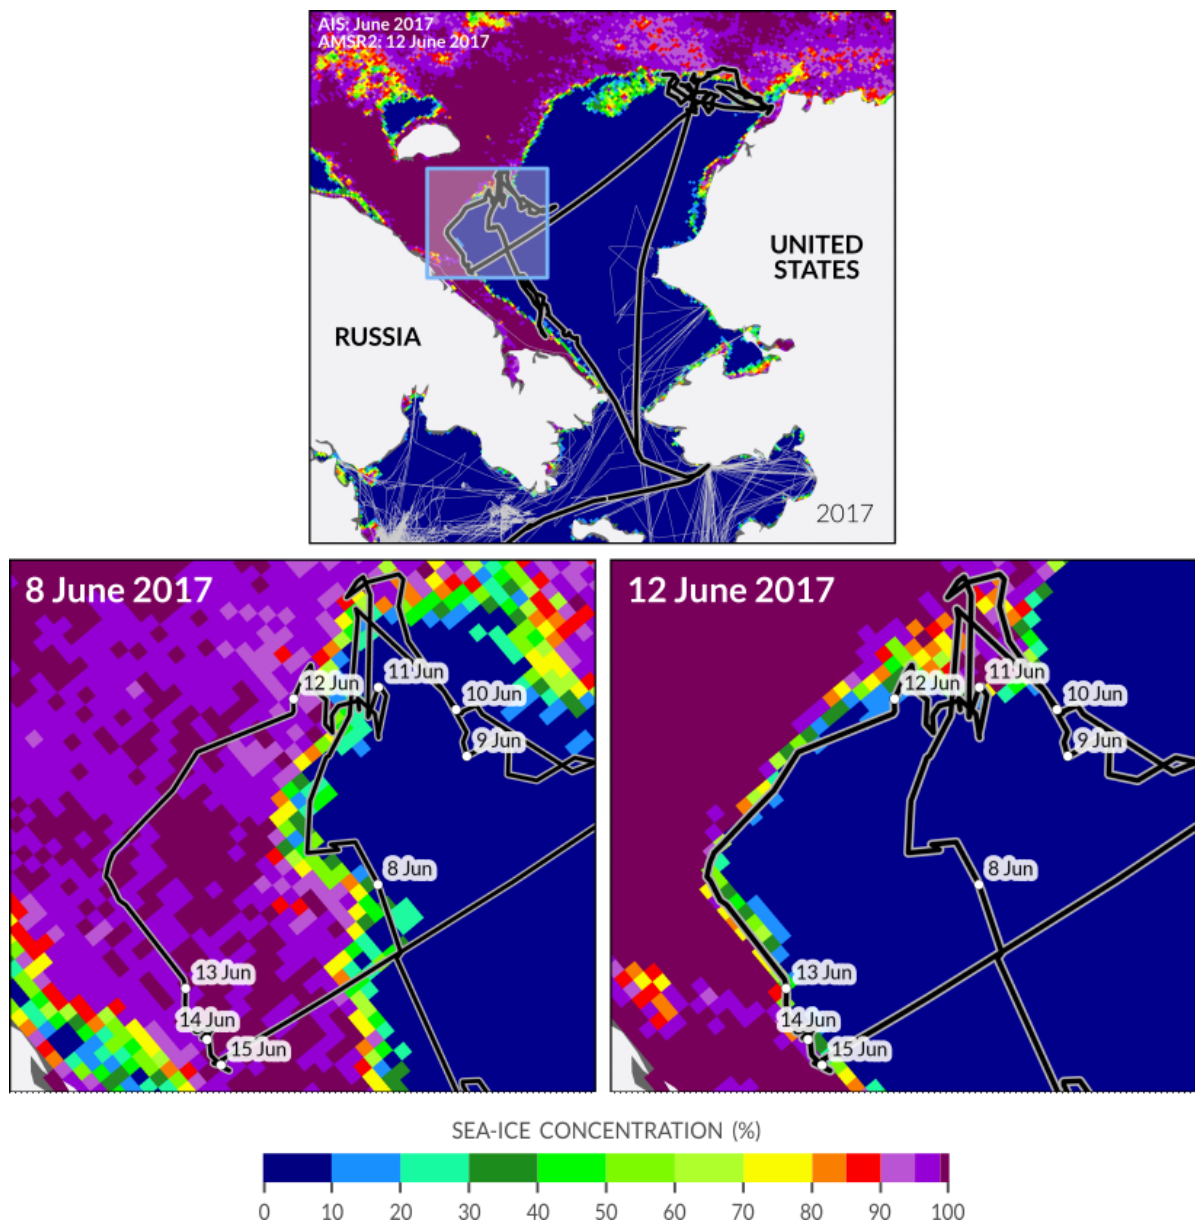 AIS: June 2017
AMSR2: 12 June 2017
UNITED
STATES
RUSSIA
2017
8 June 2017
12 Jun
11 Jun
10 Jun
9 Jun
8 Jun
13 Jun
14 Jun
15 Jun
12 June 2017
12 Jun
11 Jun
10 Jun
9 Jun
8 Jun
13 Jun
14 Jun
15 Jun
SEA-ICE CONCENTRATION (%)
0 10 20 30 40 50 60 70 80 90 100